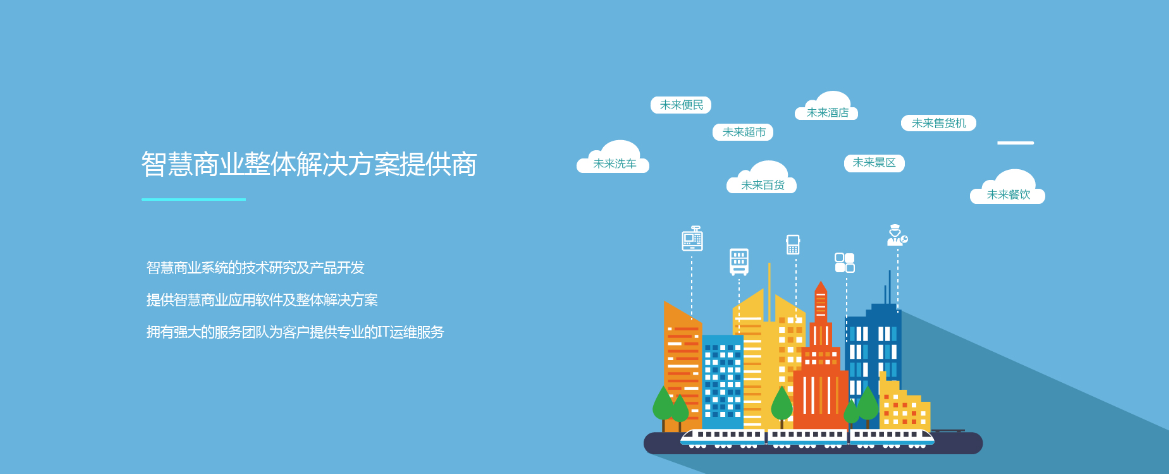 智慧商业整体解决方案提供商
智慧商业系统的技术研究及产品开发
提供智慧商业应用软件及整体解决方案
拥有强大的服务团队为客户提供专业的IT运维服务
未来便民
未来酒店
未来超市
未来售货机
未来洗车
未来景区
未来百货
未来餐饮